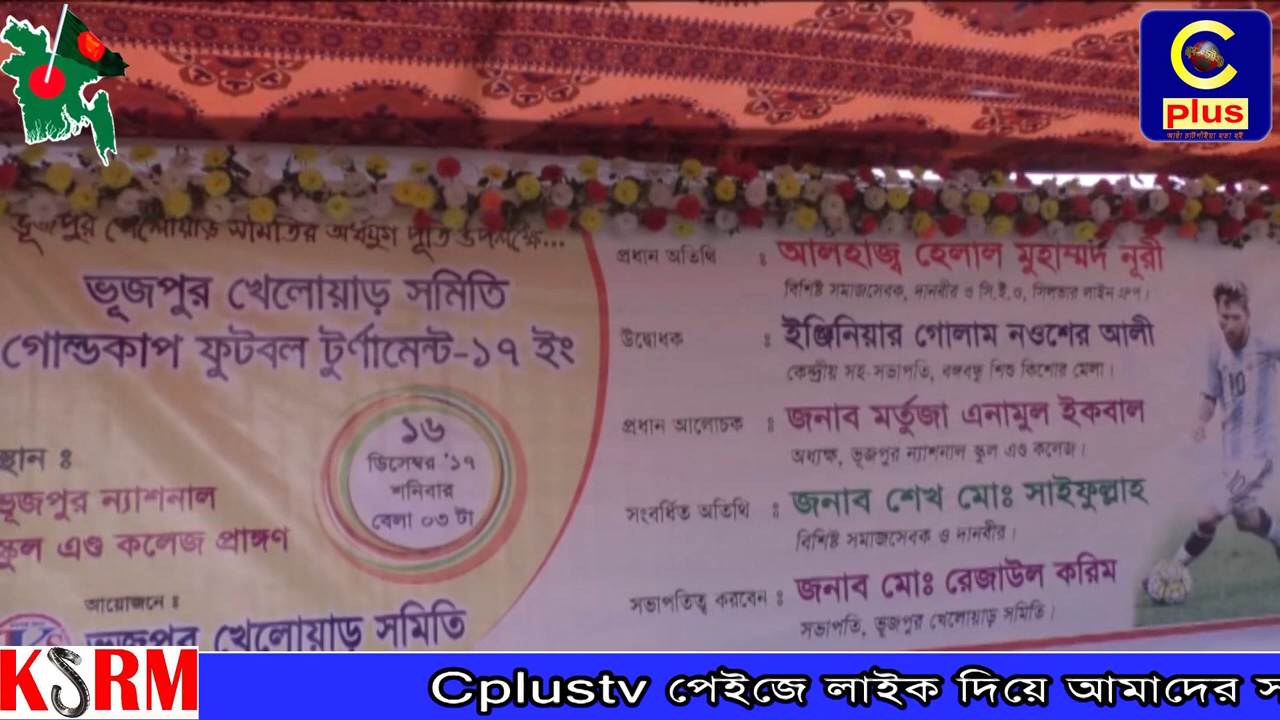 C
plus
ভূজপুর খেলোয়াড় সমিতির অর্ধযুগ পূর্তি উপলক্ষে...
ভূজপুর খেলোয়াড় সমিতি
গোল্ডকাপ ফুটবল টুর্ণামেন্ট-১৭ ইং
১৬
ডিসেম্বর '১৭
শনিবার
বেলা ০৩ টা
স্থান ঃ
ভূজপুর ন্যাশনাল
স্কুল এণ্ড কলেজ প্রাঙ্গণ
আয়োজনে ঃ
ভূজপুর খেলোয়াড় সমিতি
প্রধান অতিথি ঃ আলহাজ্ব হেলাল মুহাম্মদ নূরী
বিশিষ্ট সমাজসেবক, দানবীর ও সি.ই.ও, সিলভার লাইন গ্রুপ।
উদ্বোধক ঃ ইঞ্জিনিয়ার গোলাম নওশের আলী
কেন্দ্রীয় সহ-সভাপতি, বঙ্গবন্ধু শিশু কিশোর মেলা।
প্রধান আলোচক ঃ জনাব মর্তুজা এনামুল ইকবাল
অধ্যক্ষ, ভূজপুর ন্যাশনাল স্কুল এণ্ড কলেজ।
সংবর্ধিত অতিথি ঃ জনাব শেখ মোঃ সাইফুল্লাহ
বিশিষ্ট সমাজসেবক ও দানবীর।
সভাপতিত্ব করবেন ঃ জনাব মোঃ রেজাউল করিম
সভাপতি, ভূজপুর খেলোয়াড় সমিতি।
10
KSRM
Cplustv পেইজে লাইক দিয়ে আমাদের স